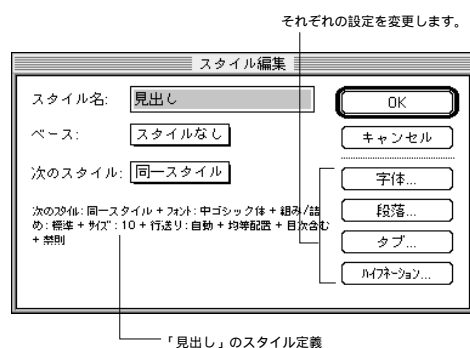 それぞれの設定を変更します。
スタイル編集
スタイル名: 見出し
OK
ベース: スタイルなし
キャンセル
次のスタイル: 同一スタイル
字体...
段落...
タブ...
ﾊｲﾌﾈｰｼｮﾝ...
次のｽﾀｲﾙ: 同一スタイル + ﾌｫﾝﾄ: 中ゴシック体 + 組み/詰
め: 標準 + ｻｲｽﾞ: 10 + 行送り: 自動 + 均等配置 + 目次含む
+ 禁則
「見出し」のスタイル定義